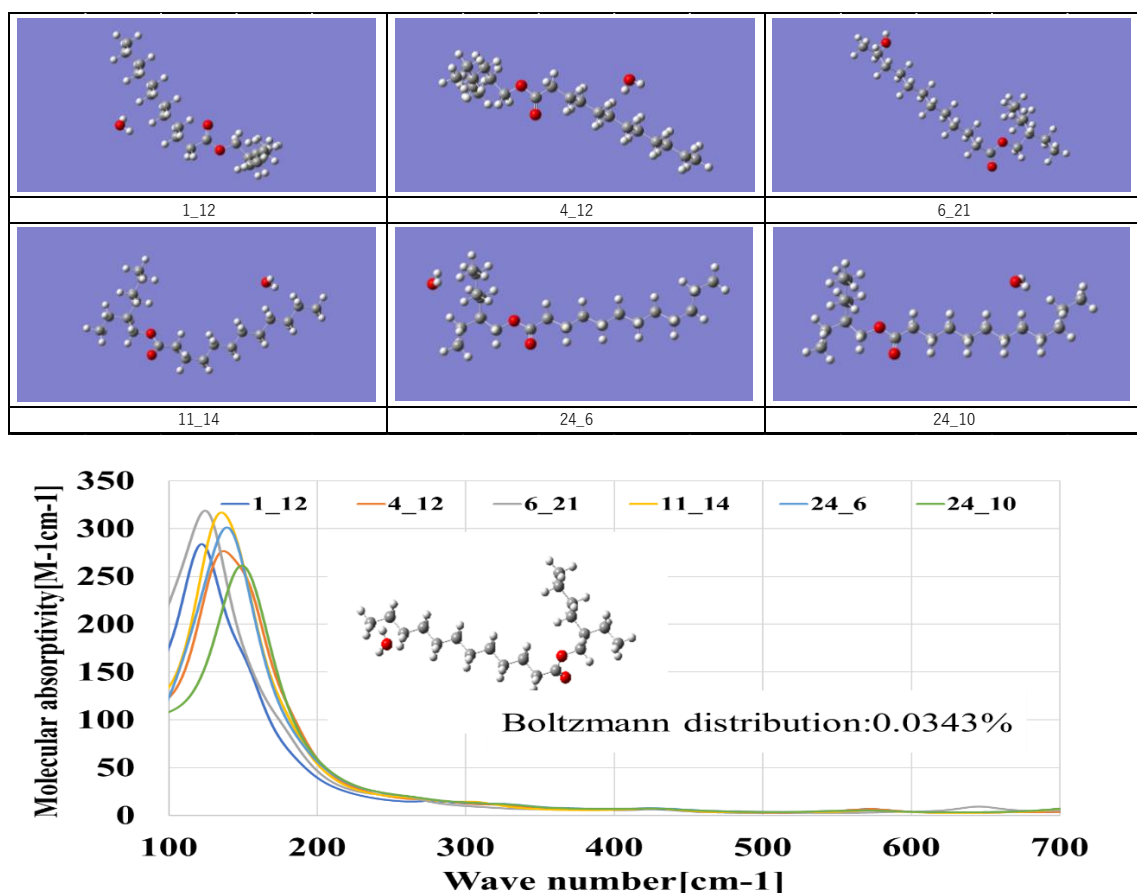 1_12 4_12 6_21
11_14 24_6 24_10
350
1_12 4_12 6_21 11_14 24_6 24_10
300
250
200
150
100
50
0
Boltzmann distribution:0.0343%
Molecular absorptivity[M-1cm-1]
100 200 300 400 500 600 700
Wave number[cm-1]